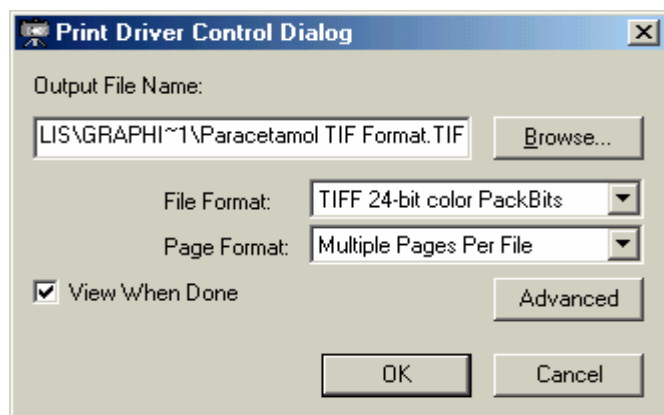 Print Driver Control Dialog
Output File Name:
LIS\GRAPHI~1\Paracetamol TIF Format.TIF
Browse...
File Format: TIFF 24-bit color PackBits
Page Format: Multiple Pages Per File
View When Done
Advanced
OK
Cancel